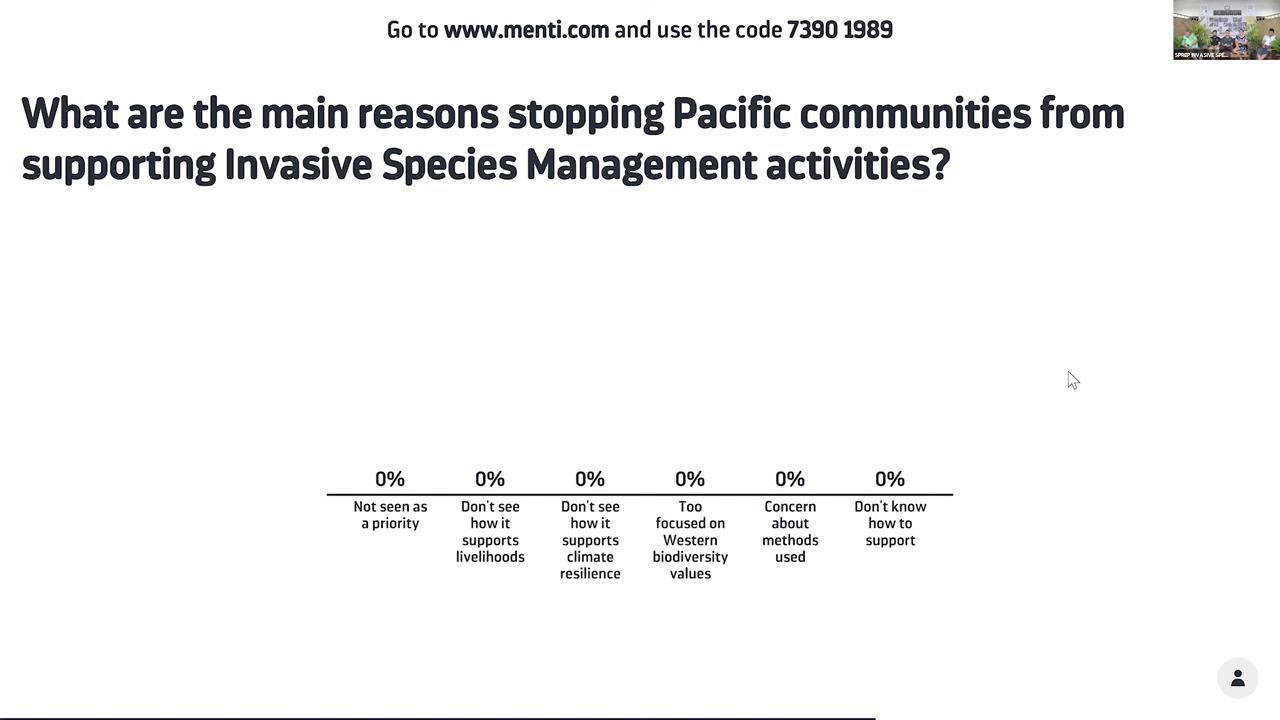 Go to www.menti.com and use the code 7390 1989
SPREP INVASIVE SPE...
What are the main reasons stopping Pacific communities from
supporting Invasive Species Management activities?
0% 0% 0% 0% 0% 0%
Not seen as
a priority
Don't see
how it
supports
livelihoods
Don't see
how it
supports
climate
resilience
Too
focused on
Western
biodiversity
values
Concern
about
methods
used
Don't know
how to
support